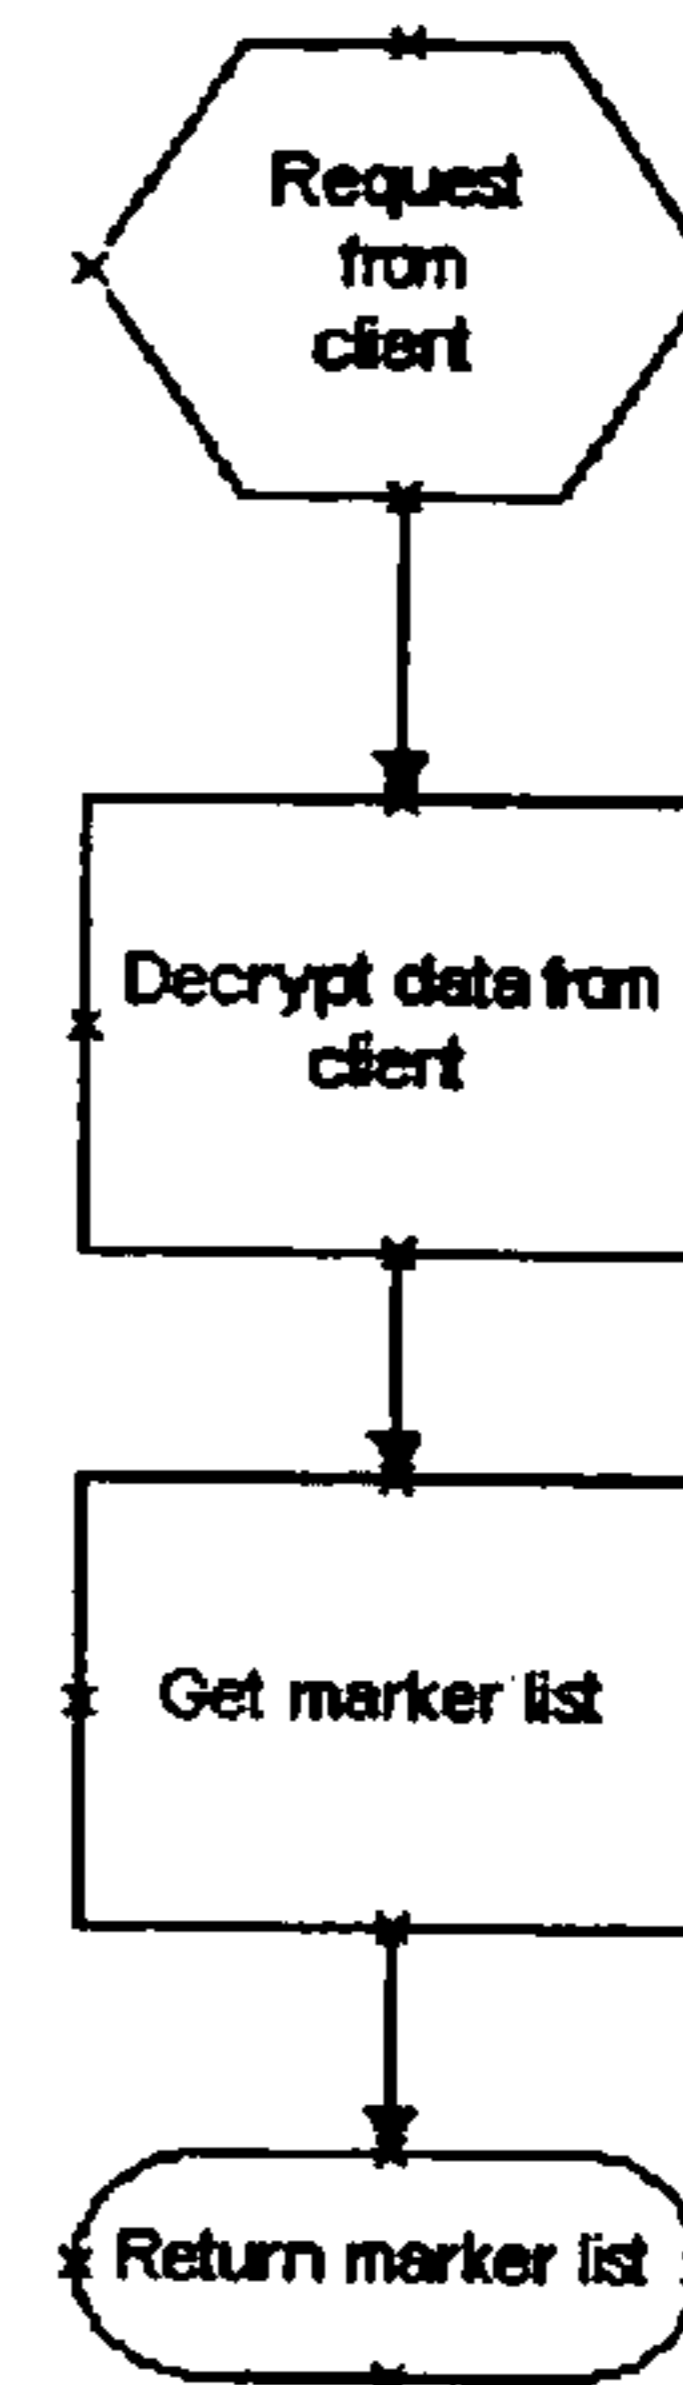 Request
from
client
Decrypt data from
client
Get marker list
Return marker list